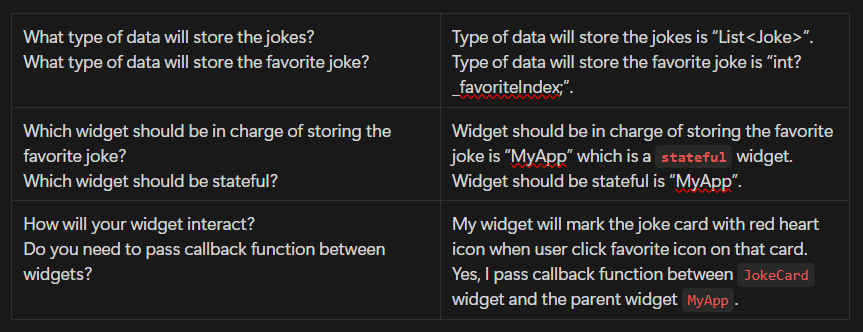 What type of data will store the jokes?
What type of data will store the favorite joke?
Type of data will store the jokes is “List<Joke>”.
Type of data will store the favorite joke is “int?
_favoriteIndex;”.
Which widget should be in charge of storing the
favorite joke?
Which widget should be stateful?
Widget should be in charge of storing the favorite
joke is “MyApp” which is a stateful widget.
Widget should be stateful is “MyApp”.
How will your widget interact?
Do you need to pass callback function between
widgets?
My widget will mark the joke card with red heart
icon when user click favorite icon on that card.
Yes, I pass callback function between JokeCard
widget and the parent widget MyApp.